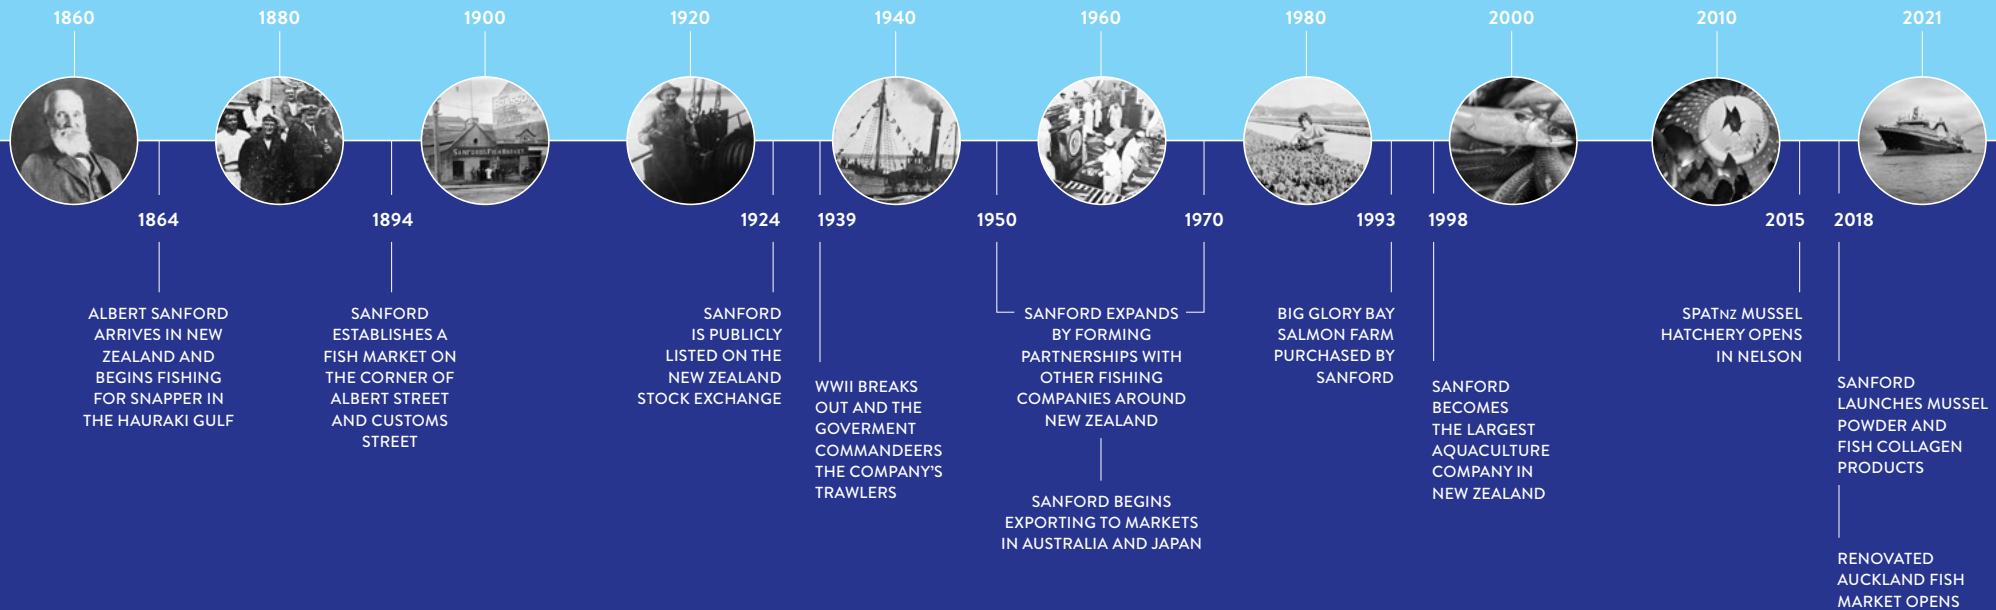 1860
1880
1900
1920
1940
1960
1980
2000
2010
2021
SANFORDS FISH MARKET
1864
1894
1924
1939
1950
1970
1993
1998
2015
2018
ALBERT SANFORD
ARRIVES IN NEW
ZEALAND AND
BEGINS FISHING
FOR SNAPPER IN
THE HAURAKI GULF
SANFORD
ESTABLISHES A
FISH MARKET ON
THE CORNER OF
ALBERT STREET
AND CUSTOMS
STREET
SANFORD
IS PUBLICLY
LISTED ON THE
NEW ZEALAND
STOCK EXCHANGE
WWII BREAKS
OUT AND THE
GOVERMENT
COMMANDEERS
THE COMPANY'S
TRAWLERS
SANFORD EXPANDS
BY FORMING
PARTNERSHIPS WITH
OTHER FISHING
COMPANIES AROUND
NEW ZEALAND
SANFORD BEGINS
EXPORTING TO MARKETS
IN AUSTRALIA AND JAPAN
BIG GLORY BAY
SALMON FARM
PURCHASED BY
SANFORD
SANFORD
BECOMES
THE LARGEST
AQUACULTURE
COMPANY IN
NEW ZEALAND
SPATNZ MUSSEL
HATCHERY OPENS
IN NELSON
SANFORD
LAUNCHES MUSSEL
POWDER AND
FISH COLLAGEN
PRODUCTS
RENOVATED
AUCKLAND FISH
MARKET OPENS